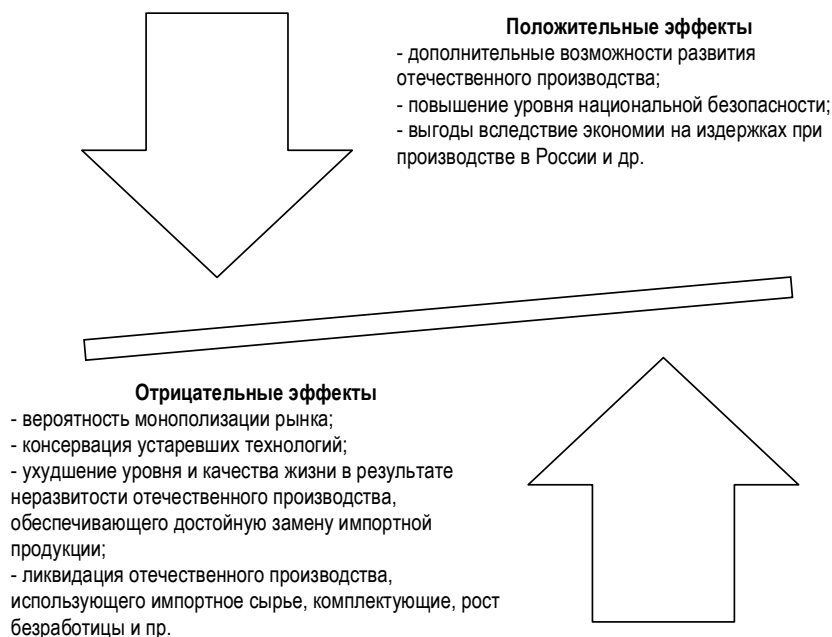 Положительные эффекты
- дополнительные возможности развития
отечественного производства;
- повышение уровня национальной безопасности;
- выгоды вследствие экономии на издержках при
производстве в России и др.
Отрицательные эффекты
- вероятность монополизации рынка;
- консервация устаревших технологий;
- ухудшение уровня и качества жизни в результате
неразвитости отечественного производства,
обеспечивающего достойную замену импортной
продукции;
- ликвидация отечественного производства,
использующего импортное сырье, комплектующие, рост
безработицы и пр.